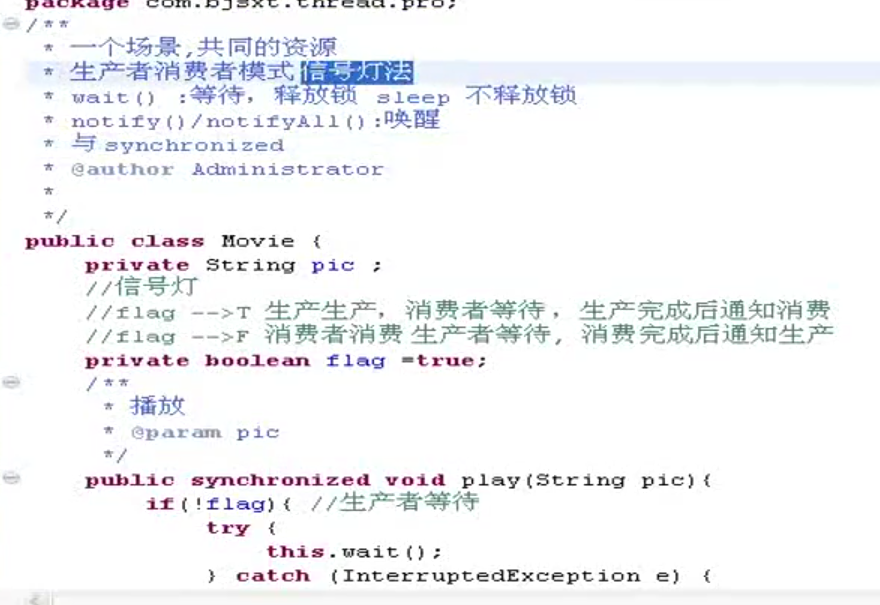 package com.bjsxt.thread.pro;
/**
 * 一个场景,共同的资源
 * 生产者消费者模式 信号灯法
 * wait() :等待, 释放锁 sleep 不释放锁
 * notify()/notifyAll():唤醒
 * 与 synchronized
 * @author Administrator
 *
 */
public class Movie {
    private String pic ;
    //信号灯
    //flag -->T 生产生产, 消费者等待 , 生产完成后通知消费
    //flag -->F 消费者消费 生产者等待, 消费完成后通知生产
    private boolean flag =true;
    /**
     * 播放
     * @param pic
     */
    public synchronized void play(String pic){
        if(!flag){ //生产者等待
            try {
                this.wait();
            } catch (InterruptedException e) {